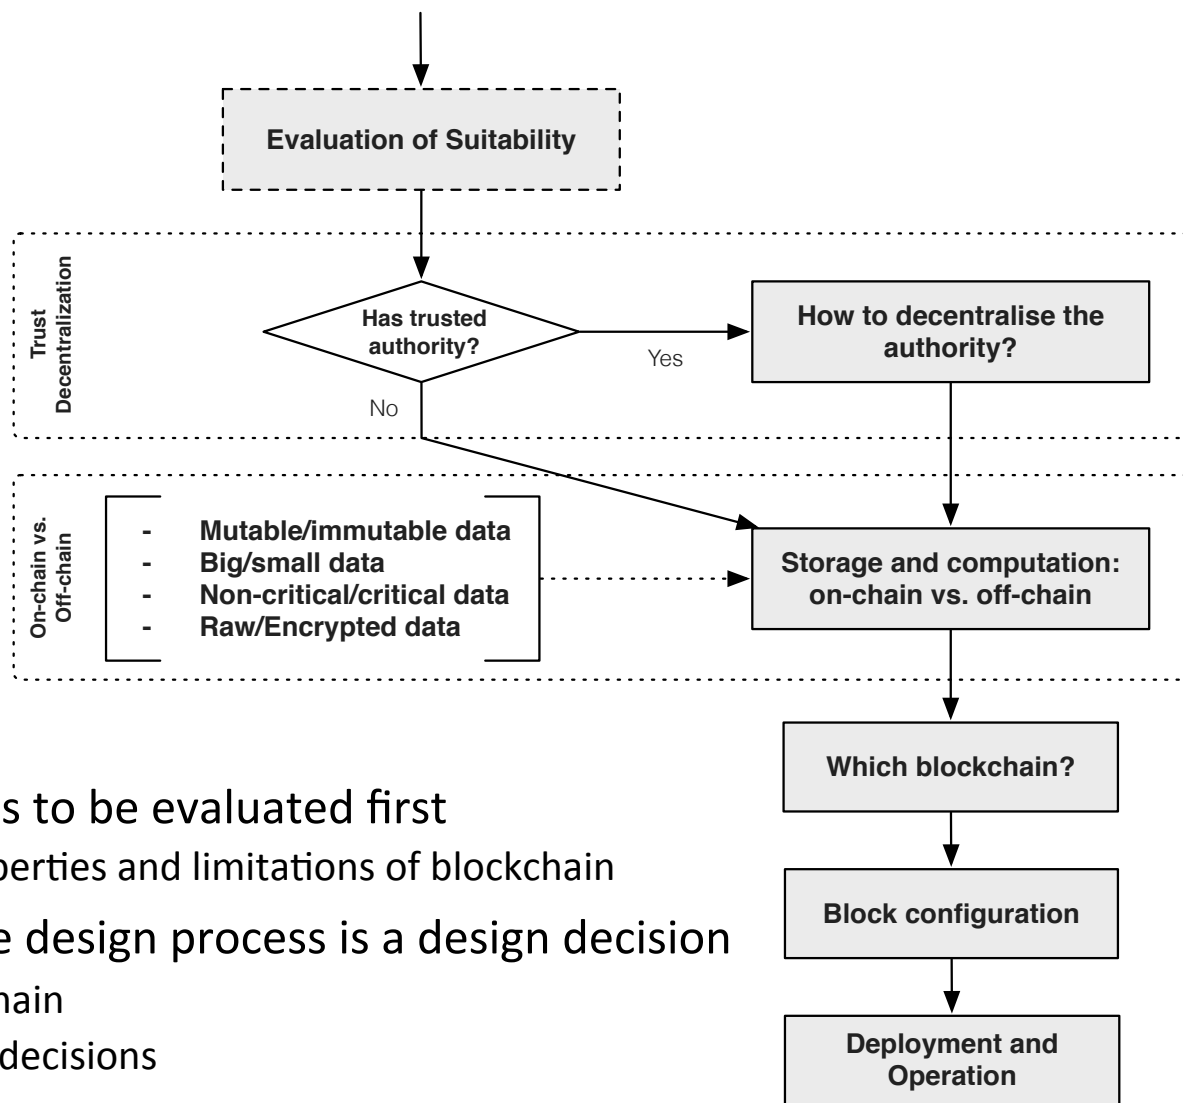 Evaluation of Suitability
Trust
Decentralization
Has trusted
authority?
Yes
No
How to decentralise the
authority?
On-chain vs.
Off-chain
- Mutable/immutable data
- Big/small data
- Non-critical/critical data
- Raw/Encrypted data
Storage and computation:
on-chain vs. off-chain
Which blockchain?
Block configuration
Deployment and
Operation
s to be evaluated first
perties and limitations of blockchain
e design process is a design decision
hain
decisions